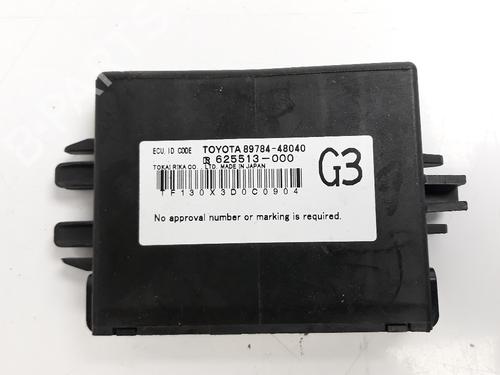 ECU, ID CODE TOYOTA 89784-48040
625513-000
TOKAI RIKA CO., LTD. MADE IN JAPAN
G3
1F130X3D0C0904
No approval number or marking is required.